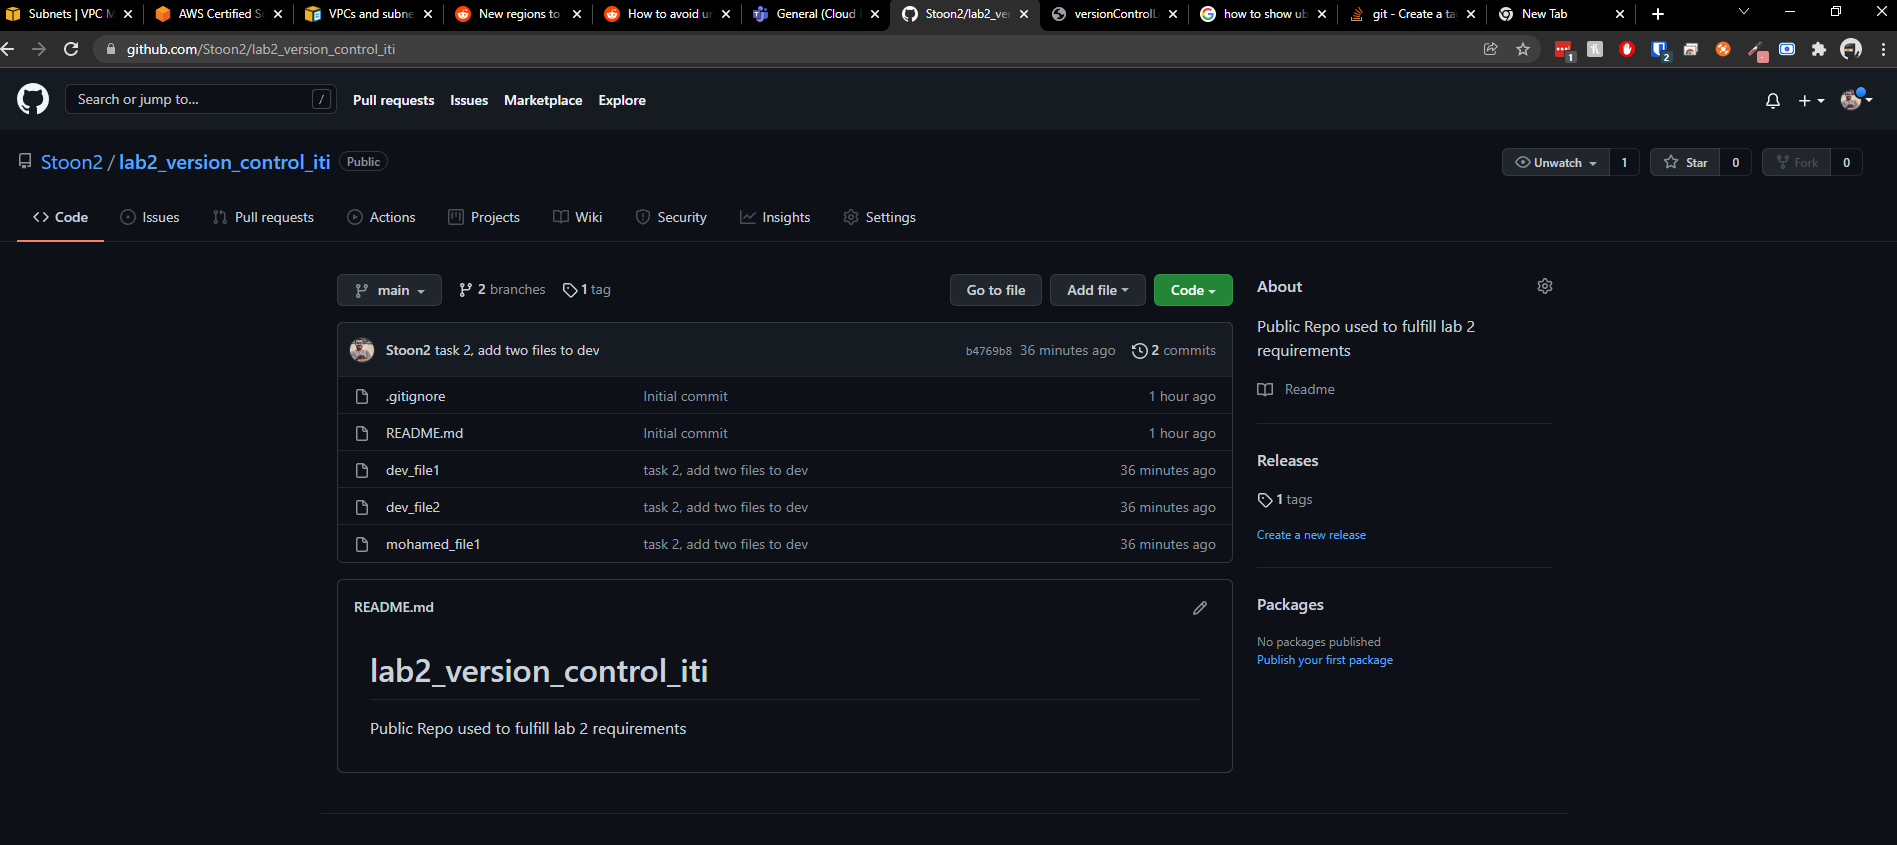 Subnets | VPC M
AWS Certified So
VPCs and subne
New regions to
How to avoid un
General (Cloud
Stoon2/lab2_ver
versionControlLa
how to show ub
git - Create a tag
New Tab
github.com/Stoon2/lab2_version_control_iti
1
2
Search or jump to...
/
Pull requests
Issues
Marketplace
Explore
Stoon2 / lab2_version_control_iti
Public
Unwatch 1
Star 0
Fork 0
Code
Issues
Pull requests
Actions
Projects
Wiki
Security
Insights
Settings
main
2 branches
1 tag
Go to file
Add file
Code
Stoon2 task 2, add two files to dev
b4769b8 36 minutes ago
2 commits
.gitignore Initial commit 1 hour ago
README.md Initial commit 1 hour ago
dev_file1 task 2, add two files to dev 36 minutes ago
dev_file2 task 2, add two files to dev 36 minutes ago
mohamed_file1 task 2, add two files to dev 36 minutes ago
README.md
lab2_version_control_iti
Public Repo used to fulfill lab 2 requirements
About
Public Repo used to fulfill lab 2
requirements
Readme
Releases
1 tags
Create a new release
Packages
No packages published
Publish your first package